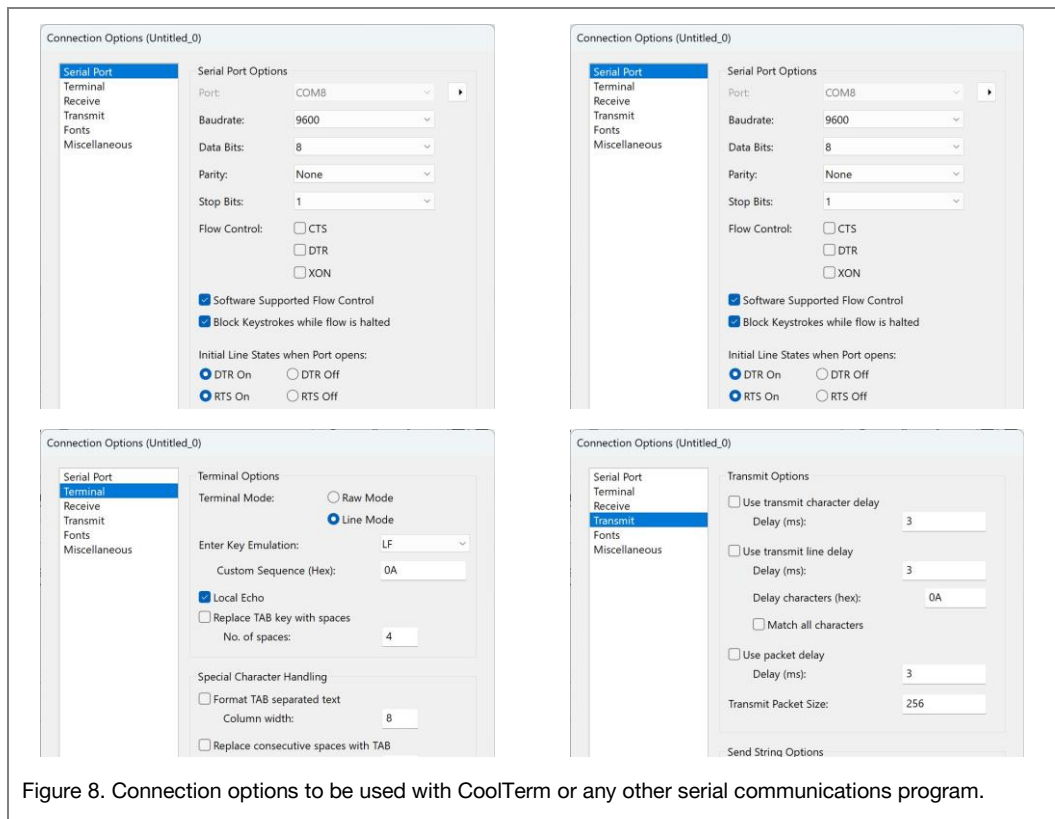 Connection Options (Untitled_0)
Serial Port
Terminal
Receive
Transmit
Fonts
Miscellaneous
Serial Port Options
Port: COM8
Baudrate: 9600
Data Bits: 8
Parity: None
Stop Bits: 1
Flow Control: CTS
DTR
XON
Software Supported Flow Control
Block Keystrokes while flow is halted
Initial Line States when Port opens:
DTR On DTR Off
RTS On RTS Off
Connection Options (Untitled_0)
Serial Port
Terminal
Receive
Transmit
Fonts
Miscellaneous
Serial Port Options
Port: COM8
Baudrate: 9600
Data Bits: 8
Parity: None
Stop Bits: 1
Flow Control: CTS
DTR
XON
Software Supported Flow Control
Block Keystrokes while flow is halted
Initial Line States when Port opens:
DTR On DTR Off
RTS On RTS Off
Connection Options (Untitled_0)
Serial Port
Terminal
Receive
Transmit
Fonts
Miscellaneous
Terminal Options
Terminal Mode: Raw Mode
Line Mode
Enter Key Emulation: LF
Custom Sequence (Hex): 0A
Local Echo
Replace TAB key with spaces
No. of spaces: 4
Special Character Handling
Format TAB separated text
Column width: 8
Replace consecutive spaces with TAB
Connection Options (Untitled_0)
Serial Port
Terminal
Receive
Transmit
Fonts
Miscellaneous
Transmit Options
Use transmit character delay
Delay (ms): 3
Use transmit line delay
Delay (ms): 3
Delay characters (hex): 0A
Match all characters
Use packet delay
Delay (ms): 3
Transmit Packet Size: 256
Send String Options
Figure 8. Connection options to be used with CoolTerm or any other serial communications program.